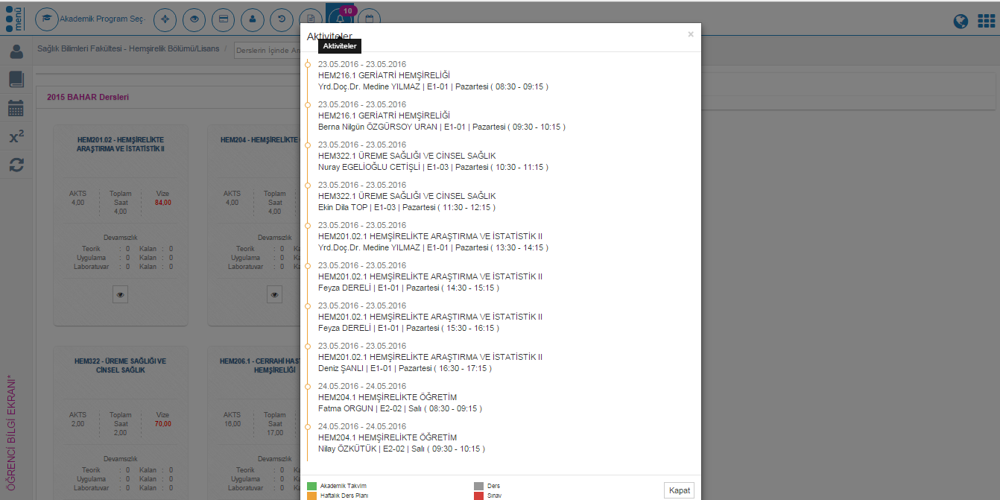 menü
Akademik Program Seç
10
Sağlık Bilimleri Fakültesi - Hemşirelik Bölümü/Lisans /
Derslerin İçinde Ar
2015 BAHAR Dersleri
HEM201.02 - HEMŞİRELİKTE
ARAŞTIRMA VE İSTATİSTİK II
AKTS
4,00
Toplam
Saat
4,00
Vize
84,00
Devamsızlık
Teorik : 0 Kalan : 0
Uygulama : 0 Kalan : 0
Laboratuvar : 0 Kalan : 0
HEM204 - HEMŞİRELİKTE
AKTS
4,00
Toplam
Saat
4,00
Devamsızlık
Teorik : 0
Uygulama : 0
Laboratuvar : 0
HEM322 - ÜREME SAĞLIĞI VE
CİNSEL SAĞLIK
AKTS
2,00
Toplam
Saat
2,00
Vize
70,00
Devamsızlık
Teorik : 0 Kalan : 0
Uygulama : 0 Kalan : 0
Laboratuvar : 0 Kalan : 0
HEM206.1 - CERRAHİ HAST
HEMŞİRELİĞİ
AKTS
16,00
Toplam
Saat
17,00
Devamsızlık
Teorik : 0
Uygulama : 0
Laboratuvar : 0
x²
ÖĞRENCİ BİLGİ EKRANI*
Aktiviteler
×
Aktiviteler
23.05.2016 - 23.05.2016
HEM216.1 GERİATRİ HEMŞİRELİĞİ
Yrd.Doç.Dr. Medine YILMAZ | E1-01 | Pazartesi ( 08:30 - 09:15 )
23.05.2016 - 23.05.2016
HEM216.1 GERİATRİ HEMŞİRELİĞİ
Berna Nilgün ÖZGÜRSOY URAN | E1-01 | Pazartesi ( 09:30 - 10:15 )
23.05.2016 - 23.05.2016
HEM322.1 ÜREME SAĞLIĞI VE CİNSEL SAĞLIK
Nuray EGELİOĞLU CETİŞLİ | E1-03 | Pazartesi ( 10:30 - 11:15 )
23.05.2016 - 23.05.2016
HEM322.1 ÜREME SAĞLIĞI VE CİNSEL SAĞLIK
Ekin Dila TOP | E1-03 | Pazartesi ( 11:30 - 12:15 )
23.05.2016 - 23.05.2016
HEM201.02.1 HEMŞİRELİKTE ARAŞTIRMA VE İSTATİSTİK II
Yrd.Doç.Dr. Medine YILMAZ | E1-01 | Pazartesi ( 13:30 - 14:15 )
23.05.2016 - 23.05.2016
HEM201.02.1 HEMŞİRELİKTE ARAŞTIRMA VE İSTATİSTİK II
Feyza DERELİ | E1-01 | Pazartesi ( 14:30 - 15:15 )
23.05.2016 - 23.05.2016
HEM201.02.1 HEMŞİRELİKTE ARAŞTIRMA VE İSTATİSTİK II
Feyza DERELİ | E1-01 | Pazartesi ( 15:30 - 16:15 )
23.05.2016 - 23.05.2016
HEM201.02.1 HEMŞİRELİKTE ARAŞTIRMA VE İSTATİSTİK II
Deniz ŞANLI | E1-01 | Pazartesi ( 16:30 - 17:15 )
24.05.2016 - 24.05.2016
HEM204.1 HEMŞİRELİKTE ÖĞRETİM
Fatma ORGUN | E2-02 | Salı ( 08:30 - 09:15 )
24.05.2016 - 24.05.2016
HEM204.1 HEMŞİRELİKTE ÖĞRETİM
Nilay ÖZKÜTÜK | E2-02 | Salı ( 09:30 - 10:15 )
Akademik Takvim
Haftalık Ders Planı
Ders
Sınav
Kapat